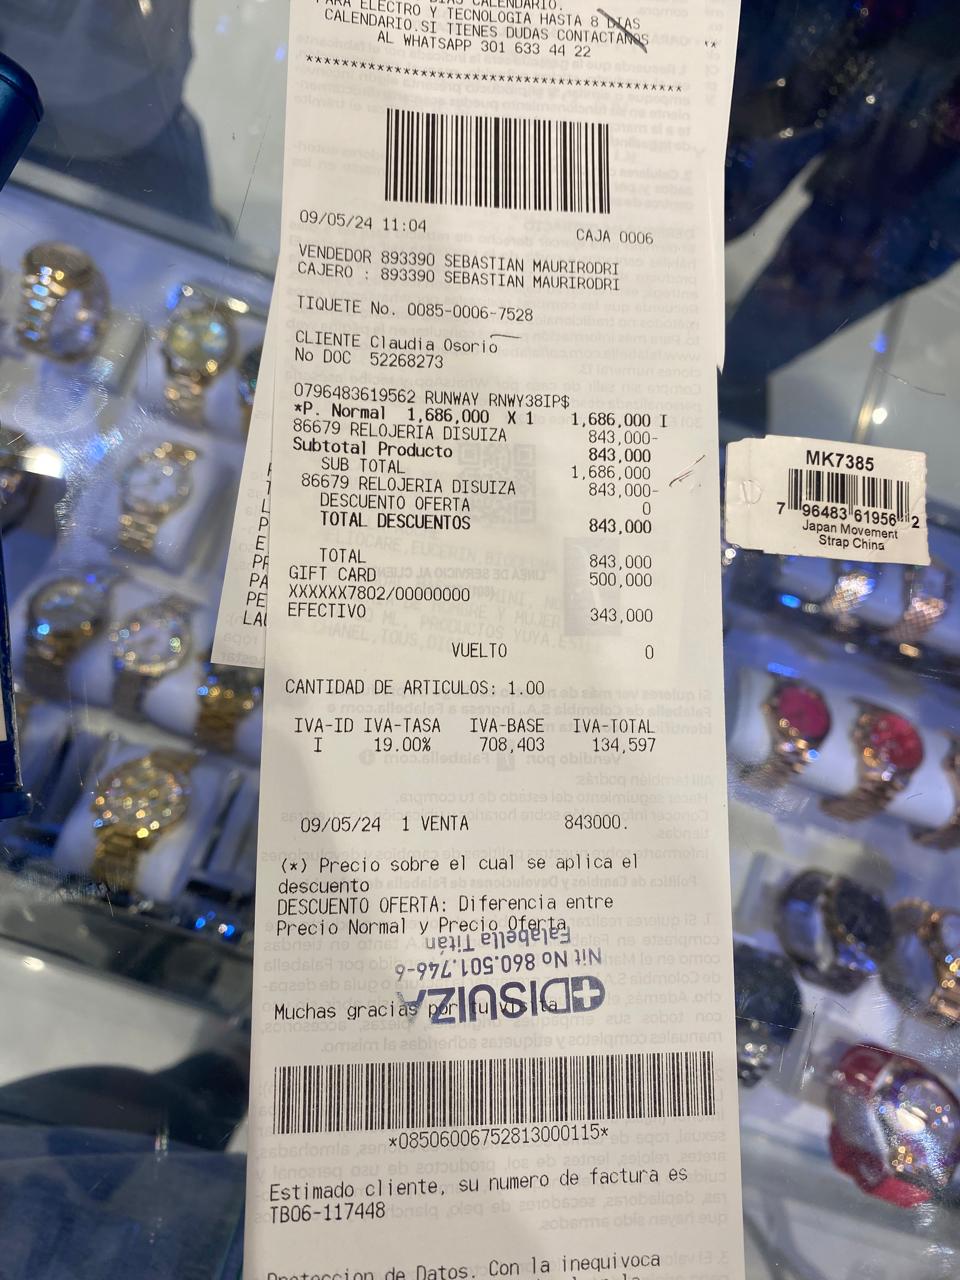 PARA ELECTRO Y TECNOLOGIA HASTA 8 DIAS
CALENDARIO.SI TIENES DUDAS CONTACTANOS
AL WHATSAPP 301 633 44 22
******************************************
09/05/24 11:04 CAJA 0006
VENDEDOR 893390 SEBASTIAN MAURIRODRI
CAJERO : 893390 SEBASTIAN MAURIRODRI
TIQUETE No. 0085-0006-7528
CLIENTE Claudia Osorio
No DOC 52268273
0796483619562 RUNWAY RNWY38IP$
*P. Normal 1,686,000 X 1 1,686,000 I
86679 RELOJERIA DISUIZA 843,000-
Subtotal Producto 843,000
SUB TOTAL 1,686,000
86679 RELOJERIA DISUIZA 843,000-
DESCUENTO OFERTA 0
TOTAL DESCUENTOS 843,000
TOTAL 843,000
GIFT CARD 500,000
XXXXXX7802/00000000
EFECTIVO 343,000
VUELTO 0
CANTIDAD DE ARTICULOS: 1.00
IVA-ID IVA-TASA IVA-BASE IVA-TOTAL
I 19.00% 708,403 134,597
09/05/24 1 VENTA 843000.
(*) Precio sobre el cual se aplica el
descuento
DESCUENTO OFERTA: Diferencia entre
Precio Normal y Precio Oferta
Falabella Titán
Nit No 860.501.746-6
DISUIZA
Muchas gracias por tu visita
*08506006752813000115*
Estimado cliente, su numero de factura es
TB06-117448
Proteccion de Datos. Con la inequivoca
MK7385
7 96483 61956 2
Japan Movement
Strap China